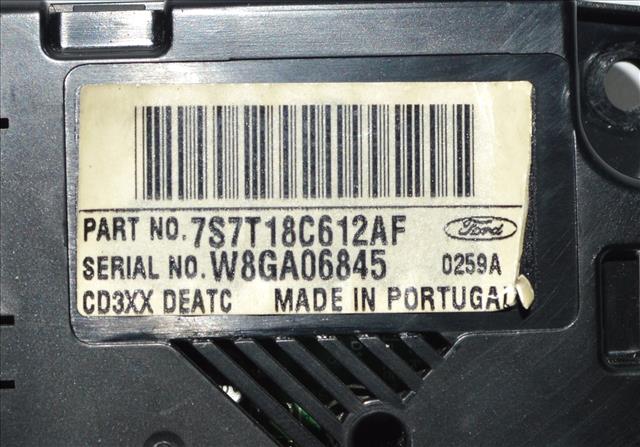 PART NO. 7S7T18C612AF Ford
SERIAL NO. W8GA06845 0259A
CD3XX DEATC MADE IN PORTUGAL